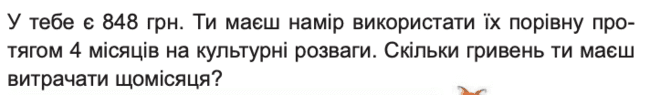 У тебе є 848 грн. Ти маєш намір використати їх порівну про-
тягом 4 місяців на культурні розваги. Скільки гривень ти маєш
витрачати щомісяця?